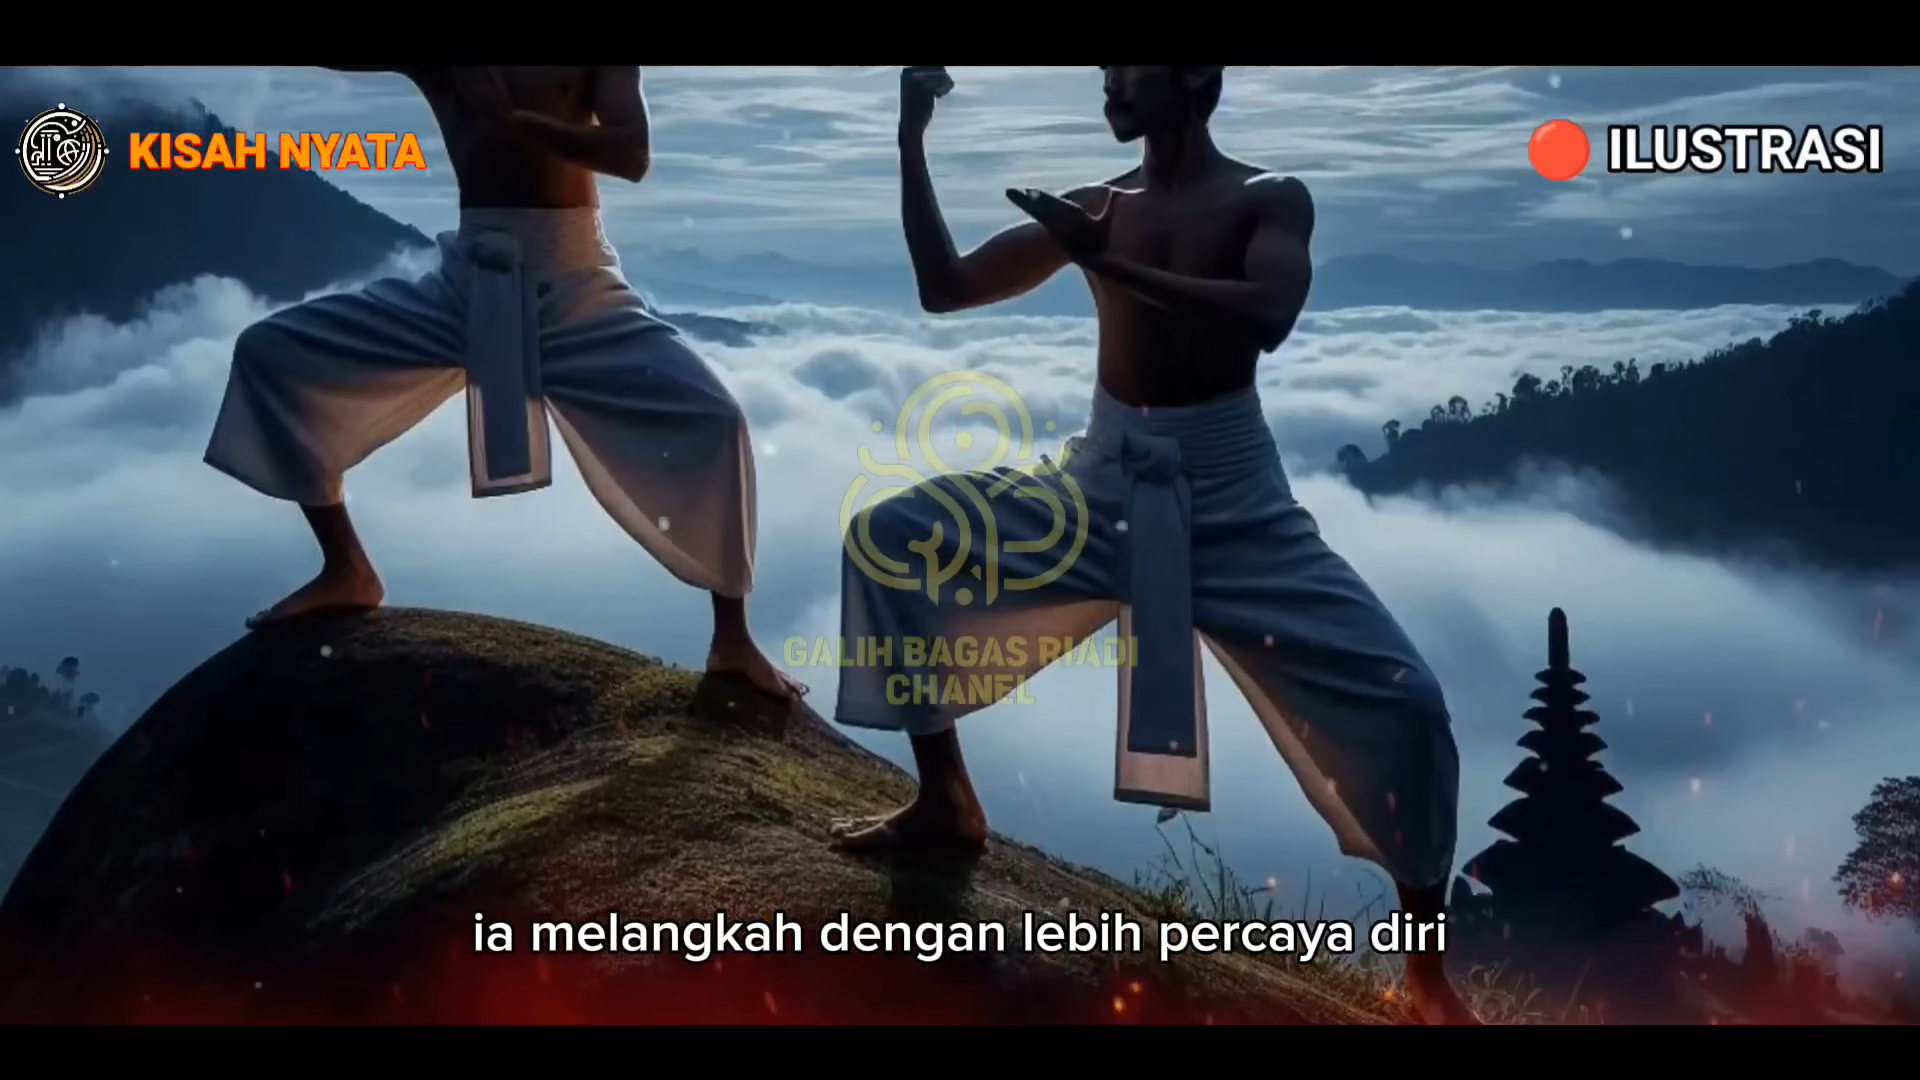 KISAH NYATA
ILUSTRASI
GALIH BAGAS RIADI
CHANEL
ia melangkah dengan lebih percaya diri